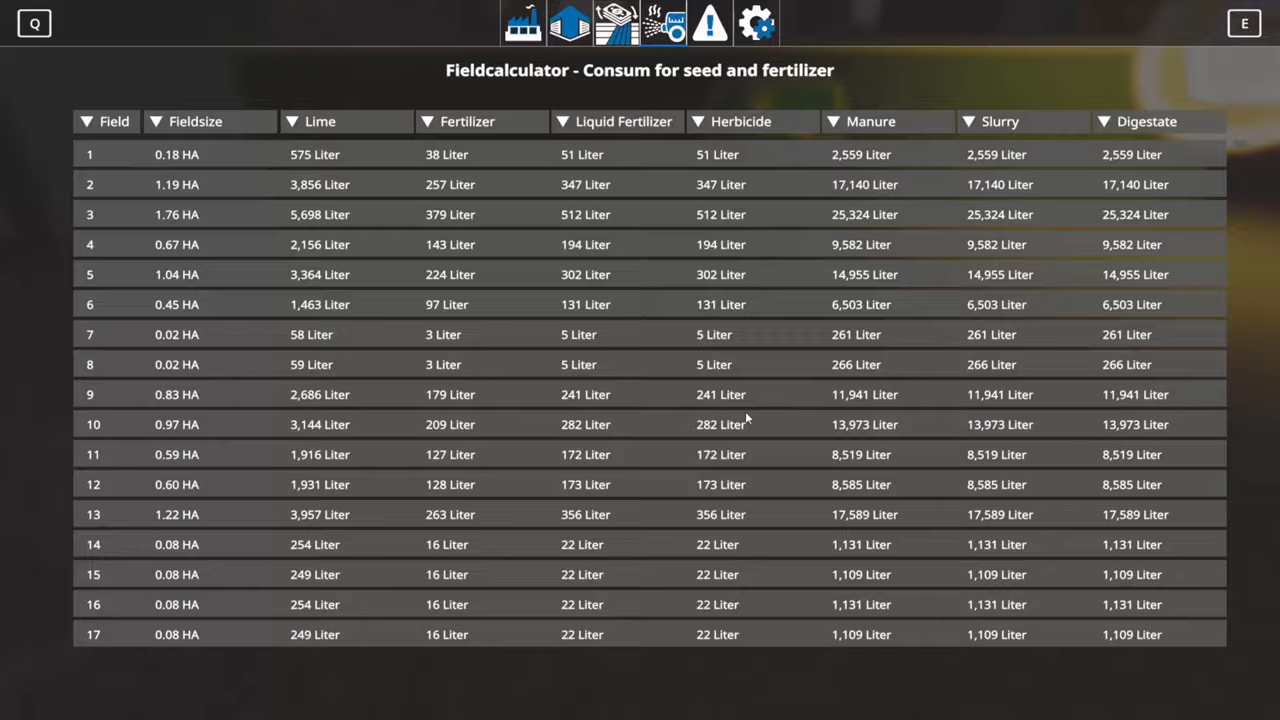 Q E
Fieldcalculator - Consum for seed and fertilizer
Field Fieldsize Lime Fertilizer Liquid Fertilizer Herbicide Manure Slurry Digestate
1 0.18 HA 575 Liter 38 Liter 51 Liter 51 Liter 2,559 Liter 2,559 Liter 2,559 Liter
2 1.19 HA 3,856 Liter 257 Liter 347 Liter 347 Liter 17,140 Liter 17,140 Liter 17,140 Liter
3 1.76 HA 5,698 Liter 379 Liter 512 Liter 512 Liter 25,324 Liter 25,324 Liter 25,324 Liter
4 0.67 HA 2,156 Liter 143 Liter 194 Liter 194 Liter 9,582 Liter 9,582 Liter 9,582 Liter
5 1.04 HA 3,364 Liter 224 Liter 302 Liter 302 Liter 14,955 Liter 14,955 Liter 14,955 Liter
6 0.45 HA 1,463 Liter 97 Liter 131 Liter 131 Liter 6,503 Liter 6,503 Liter 6,503 Liter
7 0.02 HA 58 Liter 3 Liter 5 Liter 5 Liter 261 Liter 261 Liter 261 Liter
8 0.02 HA 59 Liter 3 Liter 5 Liter 5 Liter 266 Liter 266 Liter 266 Liter
9 0.83 HA 2,686 Liter 179 Liter 241 Liter 241 Liter 11,941 Liter 11,941 Liter 11,941 Liter
10 0.97 HA 3,144 Liter 209 Liter 282 Liter 282 Liter 13,973 Liter 13,973 Liter 13,973 Liter
11 0.59 HA 1,916 Liter 127 Liter 172 Liter 172 Liter 8,519 Liter 8,519 Liter 8,519 Liter
12 0.60 HA 1,931 Liter 128 Liter 173 Liter 173 Liter 8,585 Liter 8,585 Liter 8,585 Liter
13 1.22 HA 3,957 Liter 263 Liter 356 Liter 356 Liter 17,589 Liter 17,589 Liter 17,589 Liter
14 0.08 HA 254 Liter 16 Liter 22 Liter 22 Liter 1,131 Liter 1,131 Liter 1,131 Liter
15 0.08 HA 249 Liter 16 Liter 22 Liter 22 Liter 1,109 Liter 1,109 Liter 1,109 Liter
16 0.08 HA 254 Liter 16 Liter 22 Liter 22 Liter 1,131 Liter 1,131 Liter 1,131 Liter
17 0.08 HA 249 Liter 16 Liter 22 Liter 22 Liter 1,109 Liter 1,109 Liter 1,109 Liter